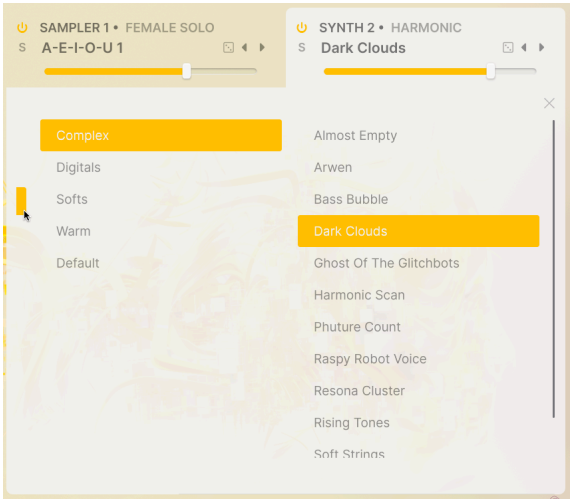 SAMPLER 1 • FEMALE SOLO
S A-E-I-O-U 1
SYNTH 2 • HARMONIC
S Dark Clouds
Complex
Digitals
Softs
Warm
Default
Almost Empty
Arwen
Bass Bubble
Dark Clouds
Ghost Of The Glitchbots
Harmonic Scan
Phuture Count
Raspy Robot Voice
Resona Cluster
Rising Tones
Soft Strings